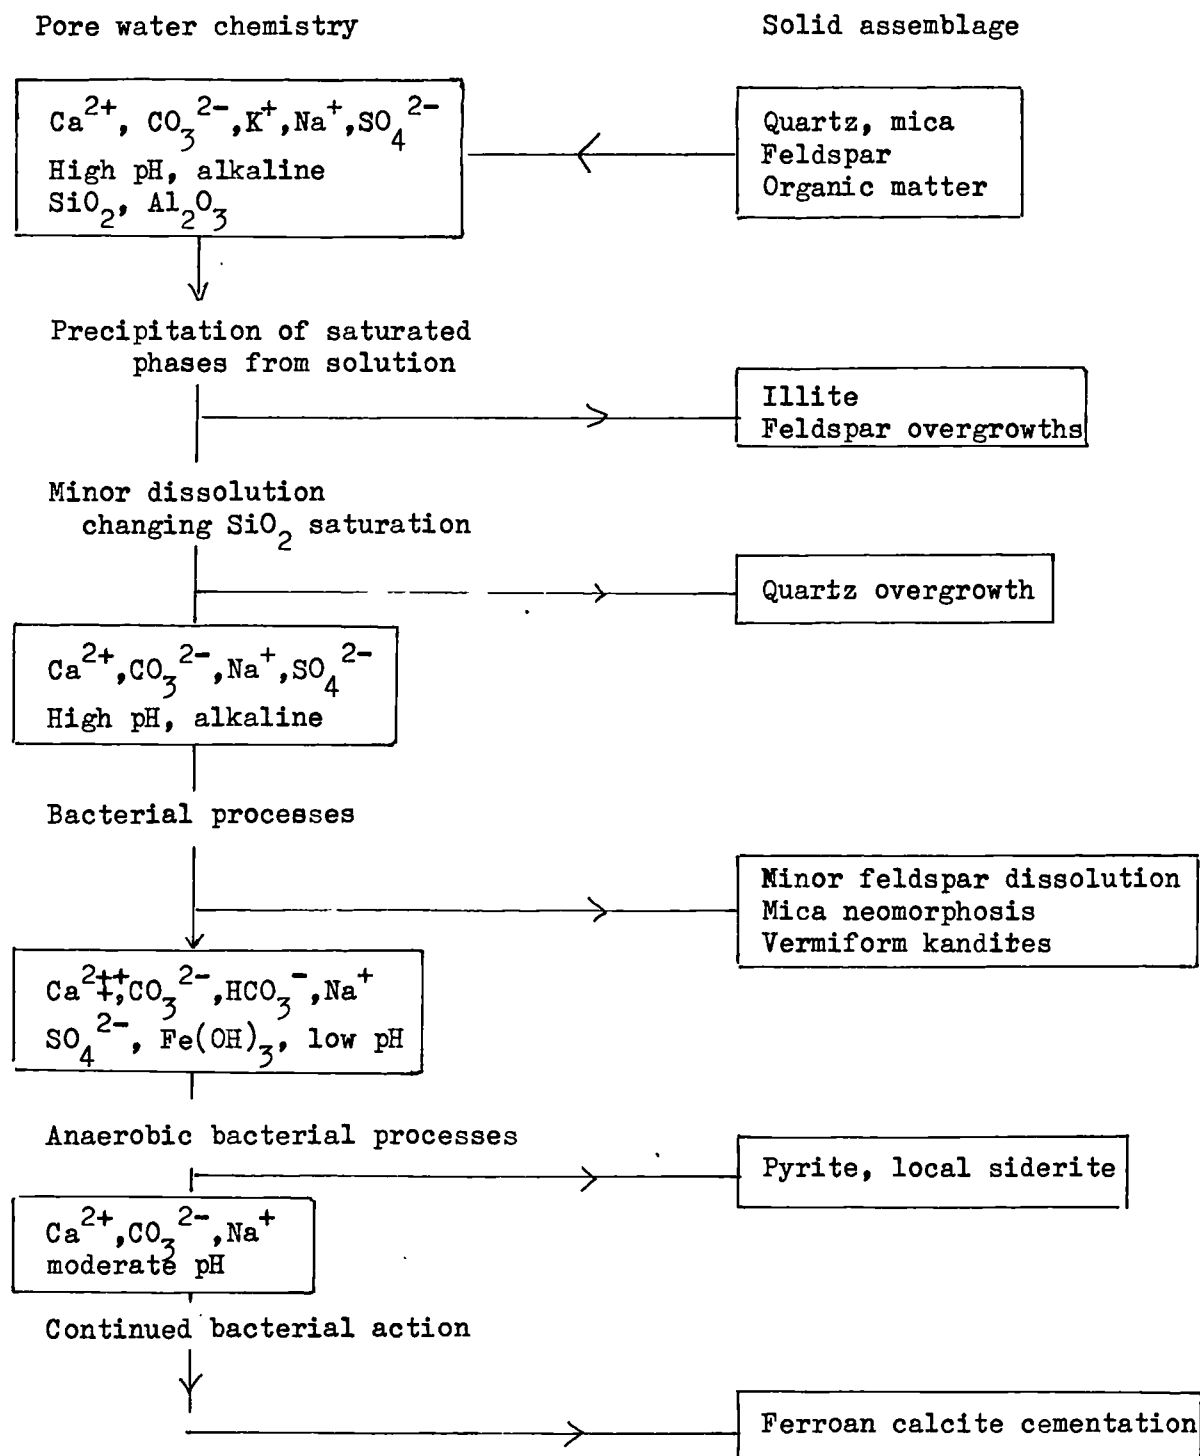 Pore water chemistry
Solid assemblage
Ca²⁺, CO₃²⁻,K⁺,Na⁺,SO₄²⁻
High pH, alkaline
SiO₂, Al₂O₃
Quartz, mica
Feldspar
Organic matter
Precipitation of saturated
phases from solution
Illite
Feldspar overgrowths
Minor dissolution
changing SiO₂ saturation
Quartz overgrowth
Ca²⁺,CO₃²⁻,Na⁺,SO₄²⁻
High pH, alkaline
Bacterial processes
Minor feldspar dissolution
Mica neomorphosis
Vermiform kandites
CO₃²⁻,HCO₃⁻,Na⁺
SO₄²⁻, Fe(OH)₃, low pH
Anaerobic bacterial processes
Pyrite, local siderite
Ca²⁺,CO₃²⁻,Na⁺
moderate pH
Continued bacterial action
Ferroan calcite cementation